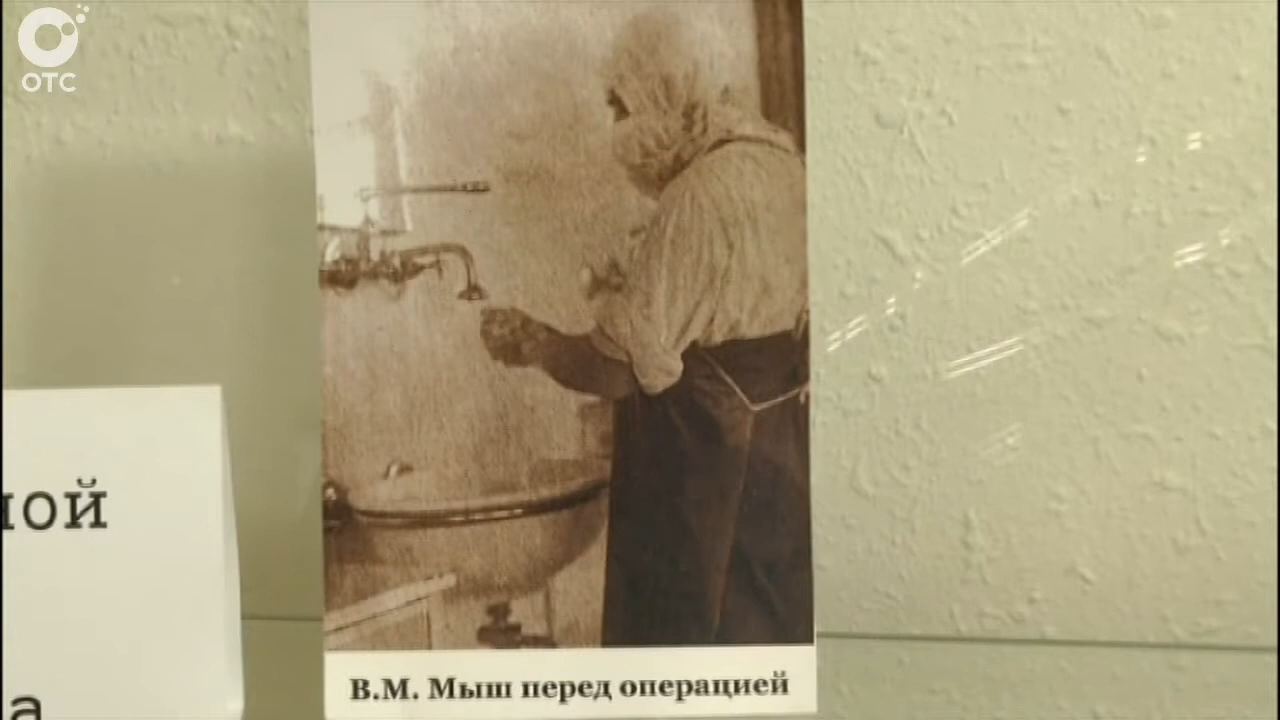 ОТС
ной
а
В.М. Мыш перед операцией